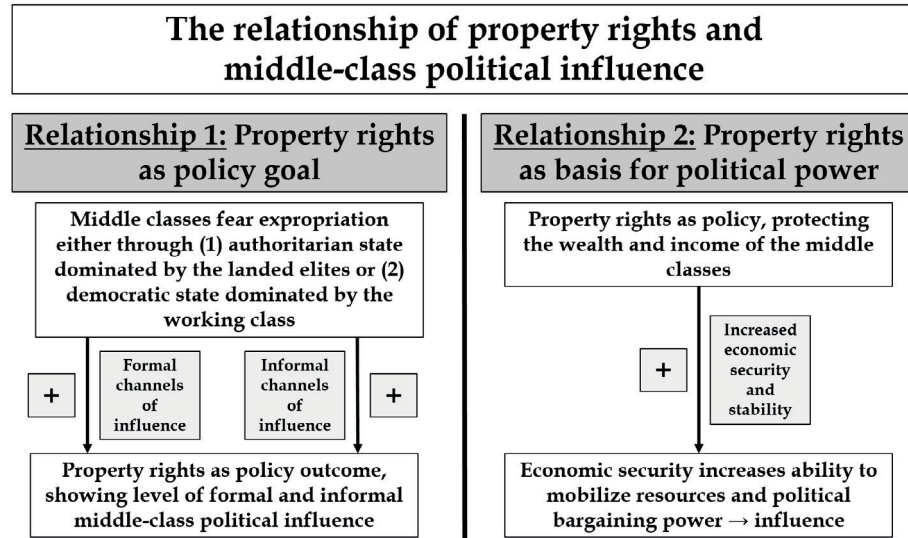 The relationship of property rights and
middle-class political influence
Relationship 1: Property rights
as policy goal
Middle classes fear expropriation
either through (1) authoritarian state
dominated by the landed elites or (2)
democratic state dominated by the
working class
+
Formal
channels
of
influence
Informal
channels
of
influence
+
Property rights as policy outcome,
showing level of formal and informal
middle-class political influence
Relationship 2: Property rights
as basis for political power
Property rights as policy, protecting
the wealth and income of the middle
classes
+
Increased
economic
security
and
stability
Economic security increases ability to
mobilize resources and political
bargaining power → influence